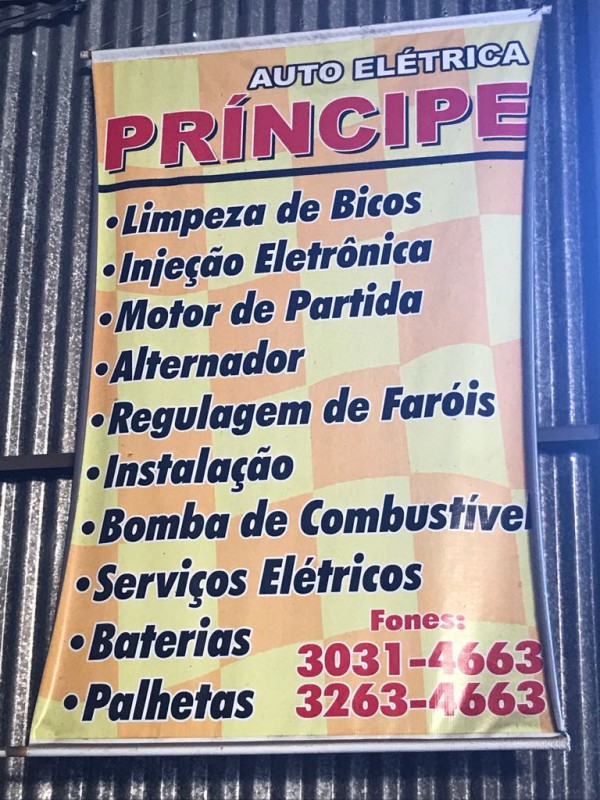 AUTO ELÉTRICA
PRÍNCIPE
•Limpeza de Bicos
•Injeção Eletrônica
•Motor de Partida
•Alternador
•Regulagem de Faróis
•Instalação
•Bomba de Combustível
•Serviços Elétricos
•Baterias
•Palhetas
Fones:
3031-4663
3263-4663